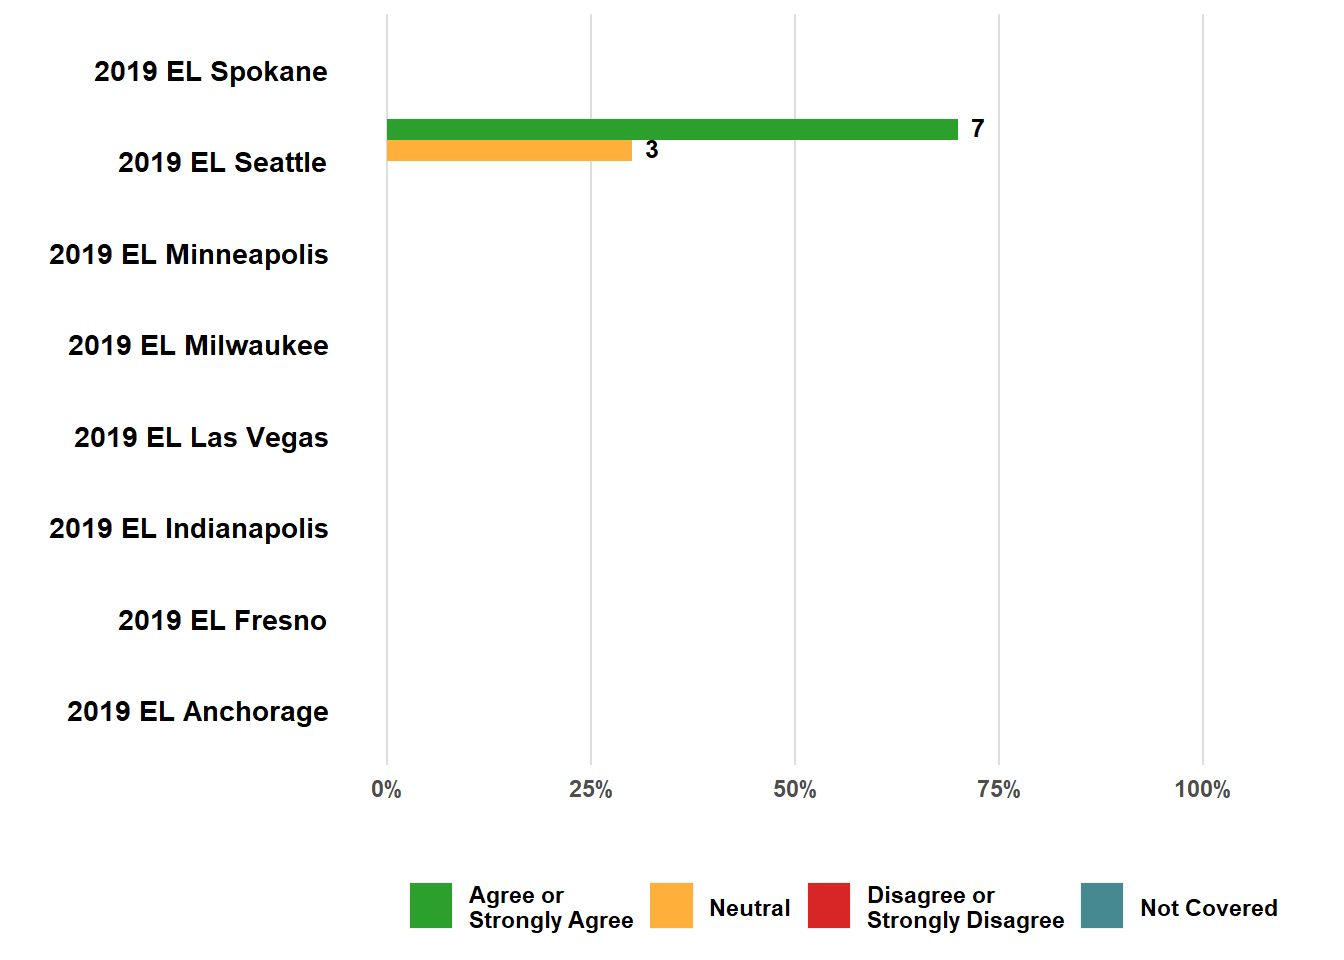 2019 EL Spokane
7
3
2019 EL Seattle
2019 EL Minneapolis
2019 EL Milwaukee
2019 EL Las Vegas
2019 EL Indianapolis
2019 EL Fresno
2019 EL Anchorage
0% 25% 50% 75% 100%
Agree or
Strongly Agree
Neutral
Disagree or
Strongly Disagree
Not Covered